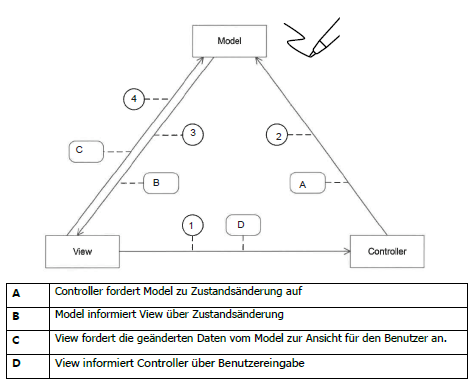 Model
4
3
2
C
B
A
1
D
View
Controller
A Controller fordert Model zu Zustandsänderung auf
B Model informiert View über Zustandsänderung
C View fordert die geänderten Daten vom Model zur Ansicht für den Benutzer an.
D View informiert Controller über Benutzereingabe